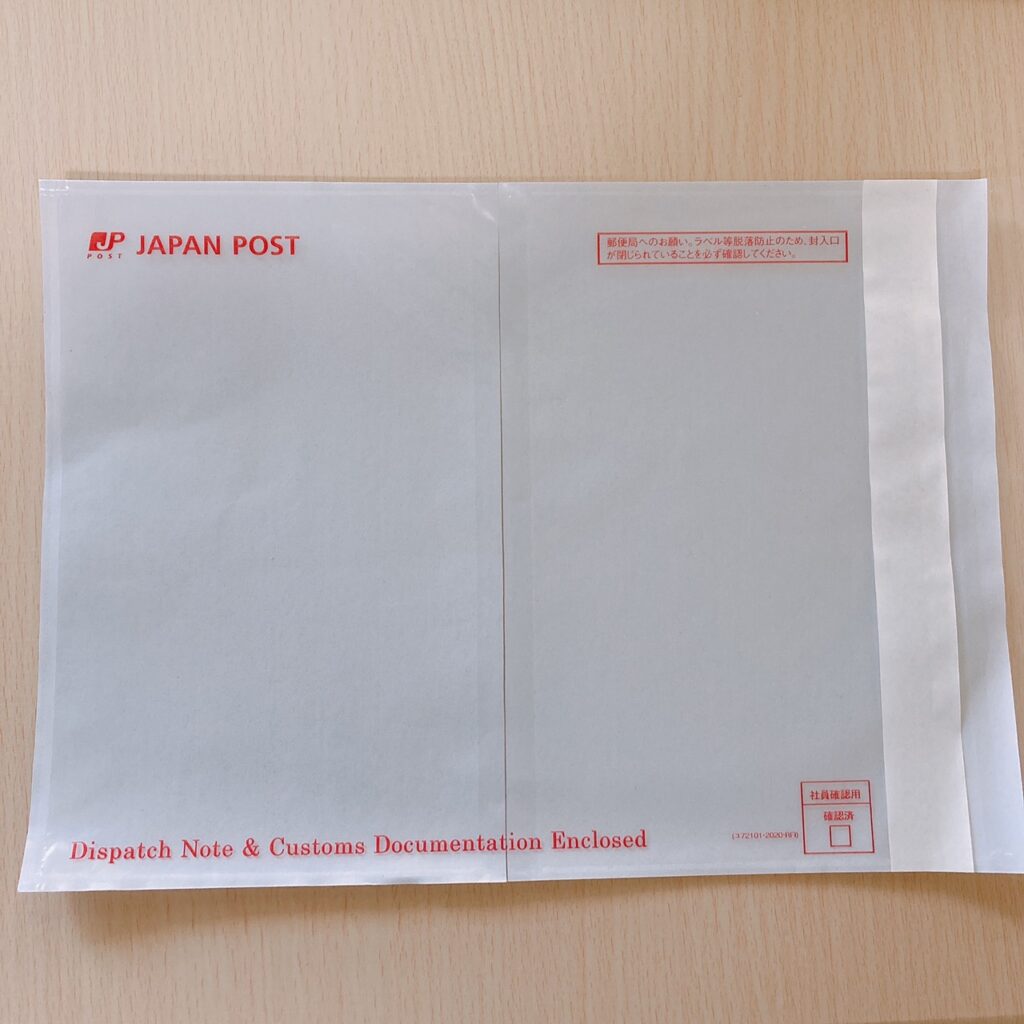 JP
POST
JAPAN POST
郵便局へのお願い。ラベル等脱落防止のため、封入口
が閉じられていることを必ず確認してください。
社員確認用
確認済
Dispatch Note & Customs Documentation Enclosed